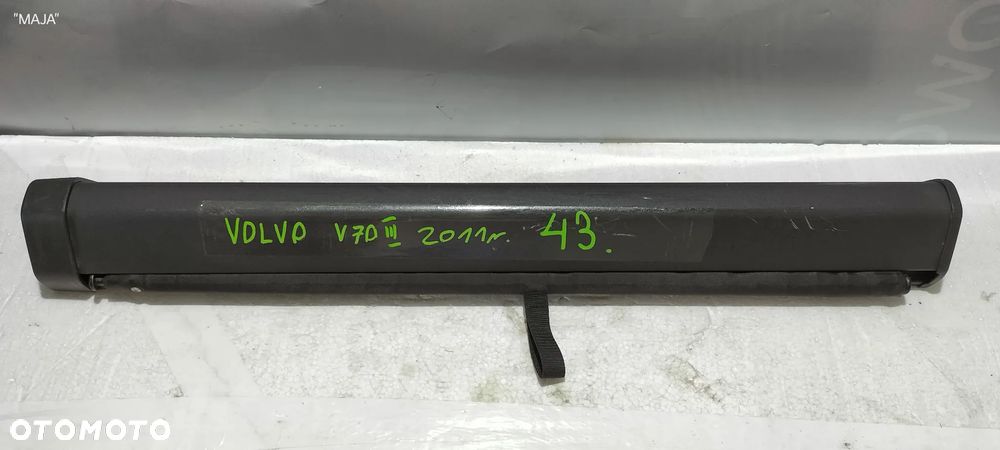 "MAJA"
VOLVO V70 III 2011r. 43.
OTOMOTO